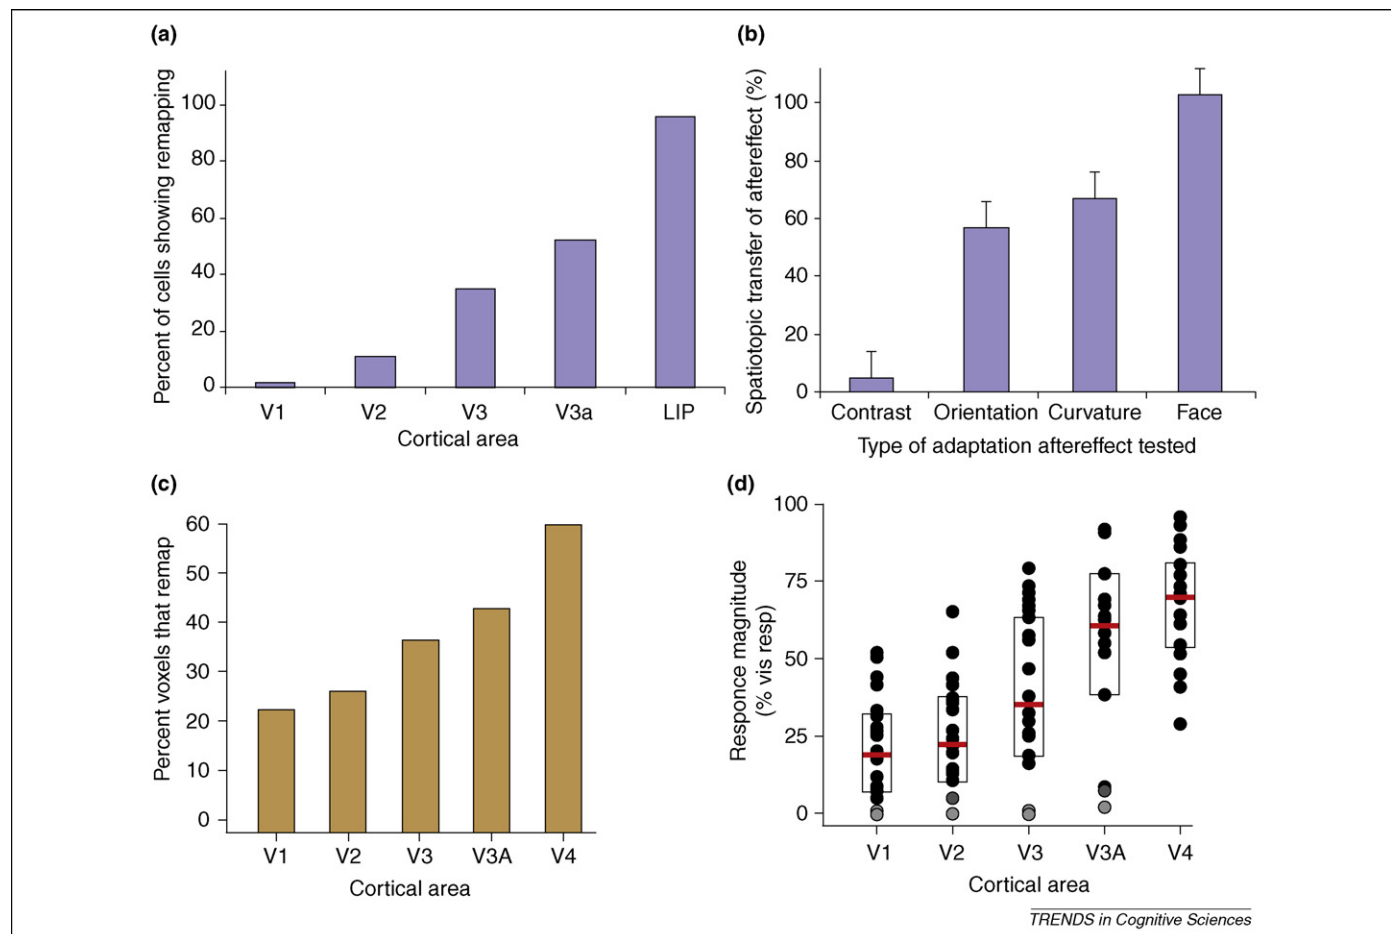 (a)
Percent of cells showing remapping
100
80
60
40
20
0
V1 V2 V3 V3a LIP
Cortical area
(b)
Spatiotopic transfer of aftereffect (%)
100
80
60
40
20
0
Contrast Orientation Curvature Face
Type of adaptation aftereffect tested
(c)
Percent voxels that remap
60
50
40
30
20
10
0
V1 V2 V3 V3A V4
Cortical area
(d)
Responce magnitude
(% vis resp)
100
75
50
25
0
V1 V2 V3 V3A V4
Cortical area
TRENDS in Cognitive Sciences